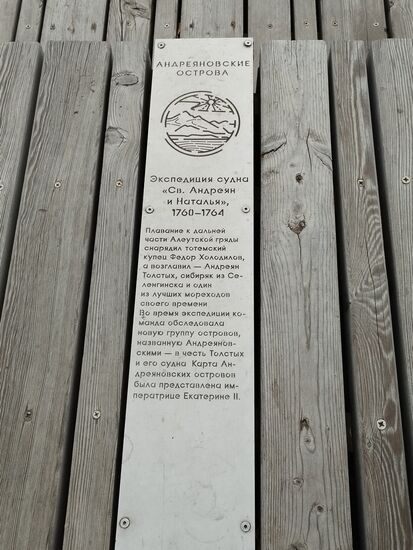 АНДРЕЯНОВСКИЕ
ОСТРОВА
Экспедиция судна
«Св. Андреян
и Наталья»,
1760–1764
Плавание к дальней
части Алеутской гряды
снарядил тотемский
купец Федор Холодилов,
а возглавил — Андреян
Толстых, сибиряк из Се-
ленгинска и один
из лучших мореходов
своего времени
Во время экспедиции ко-
манда обследовала
новую группу островов,
названную Андреянов-
скими — в честь Толстых
и его судна Карта Ан-
дреяновских островов
была представлена им-
ператрице Екатерине II.